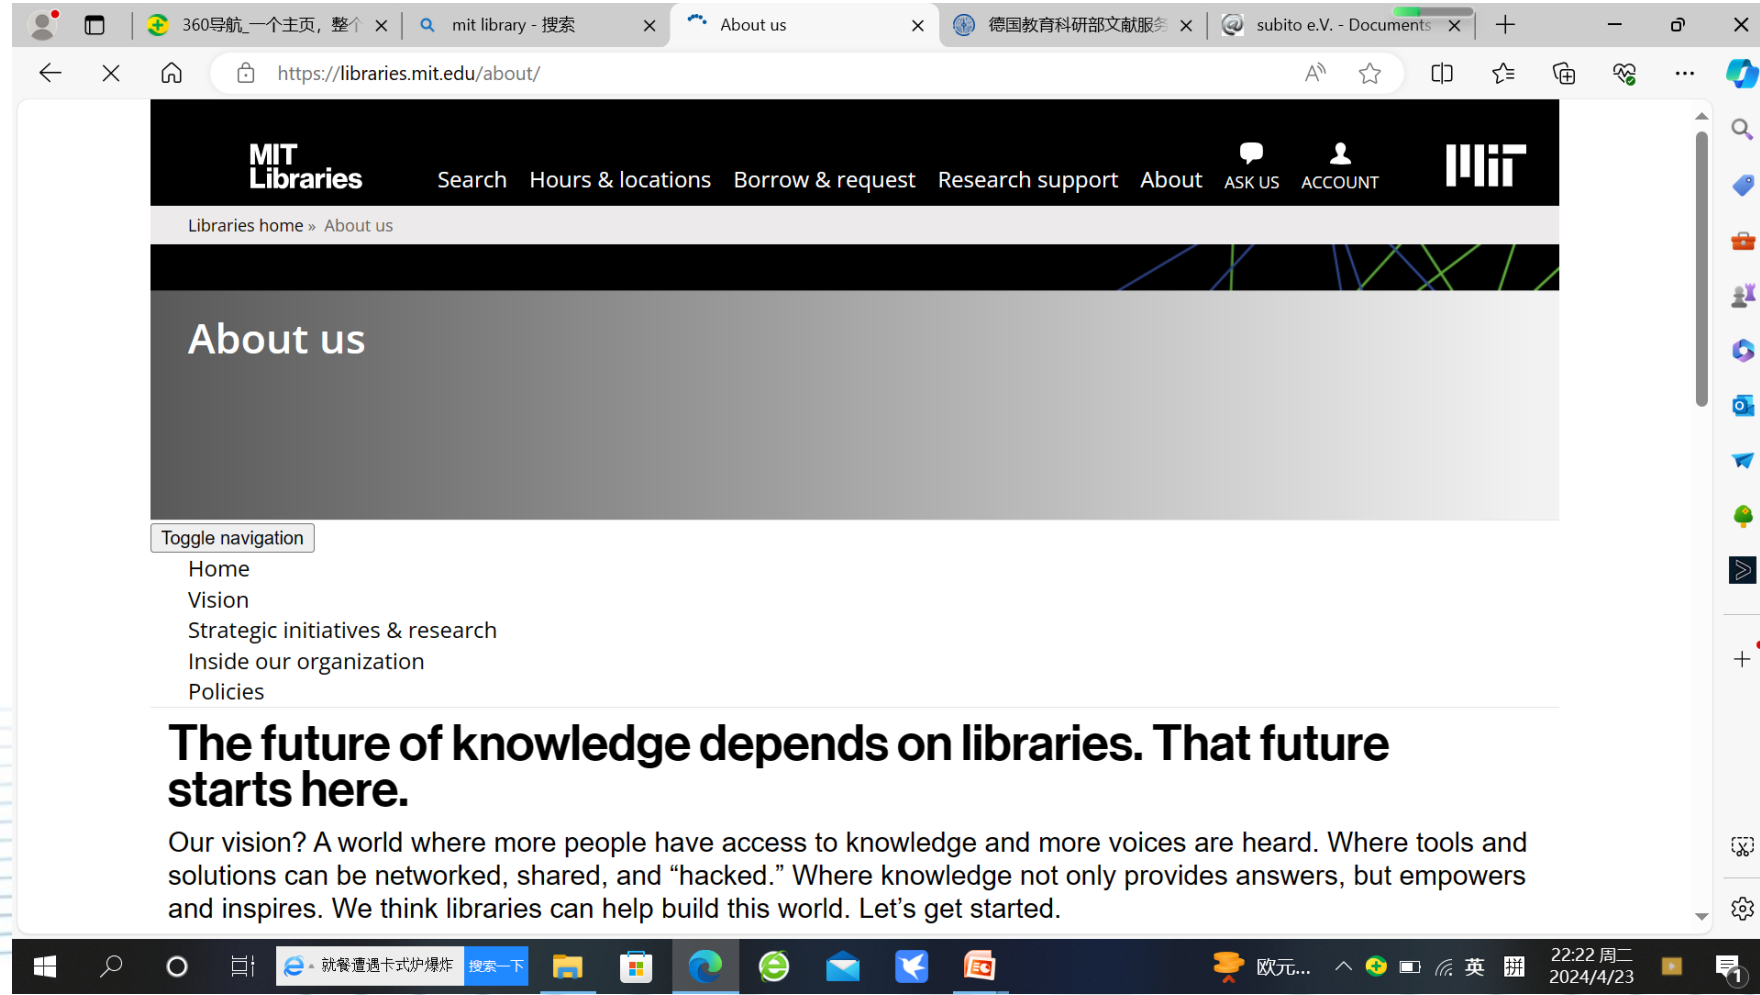 360导航_一个主页，整个
mit library - 搜索
About us
德国教育科研部文献服务
subito e.V. - Documents
https://libraries.mit.edu/about/
MIT
Libraries
Search Hours & locations Borrow & request Research support About ASK US ACCOUNT
MIT
Libraries home » About us
About us
Toggle navigation
Home
Vision
Strategic initiatives & research
Inside our organization
Policies
The future of knowledge depends on libraries. That future
starts here.
Our vision? A world where more people have access to knowledge and more voices are heard. Where tools and
solutions can be networked, shared, and “hacked.” Where knowledge not only provides answers, but empowers
and inspires. We think libraries can help build this world. Let’s get started.
就餐遭遇卡式炉爆炸 搜索一下
欧元...
英 拼
22:22 周二
2024/4/23
1